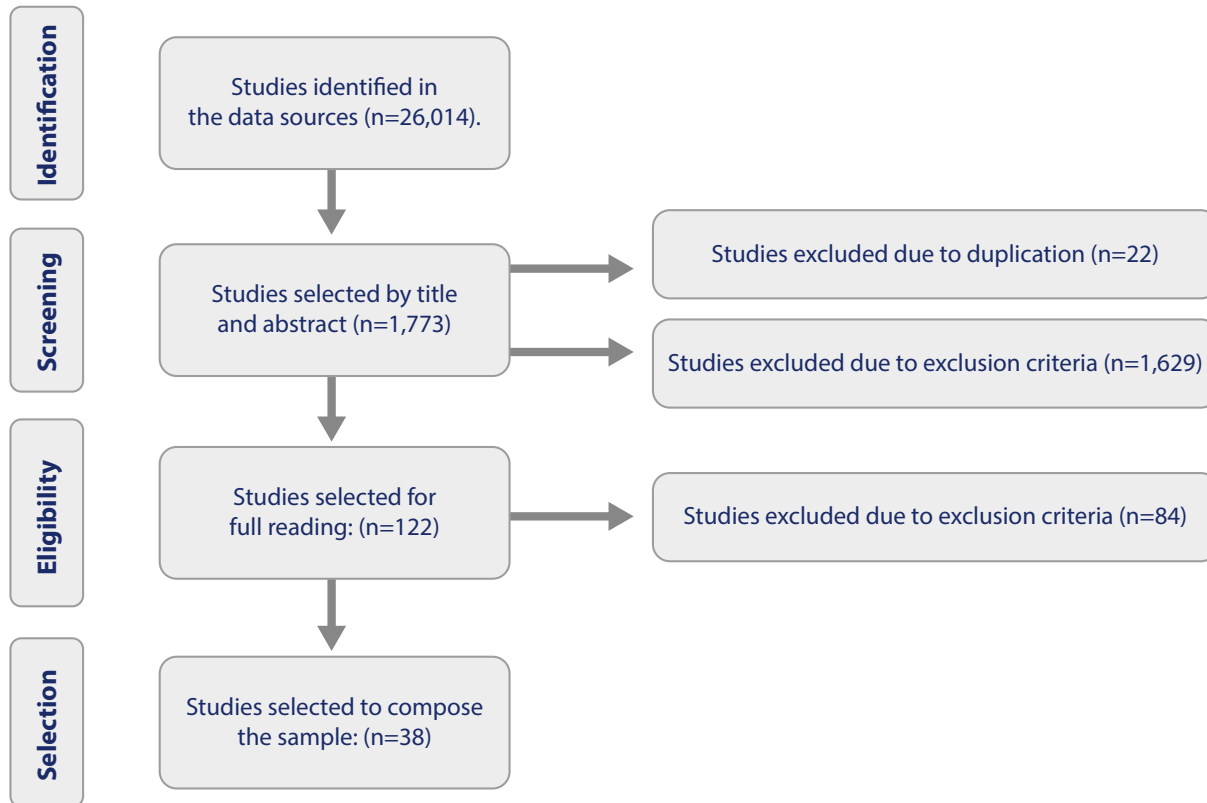 Identification
Studies identified in
the data sources (n=26,014).
Screening
Studies selected by title
and abstract (n=1,773)
Studies excluded due to duplication (n=22)
Studies excluded due to exclusion criteria (n=1,629)
Eligibility
Studies selected for
full reading: (n=122)
Studies excluded due to exclusion criteria (n=84)
Selection
Studies selected to compose
the sample: (n=38)